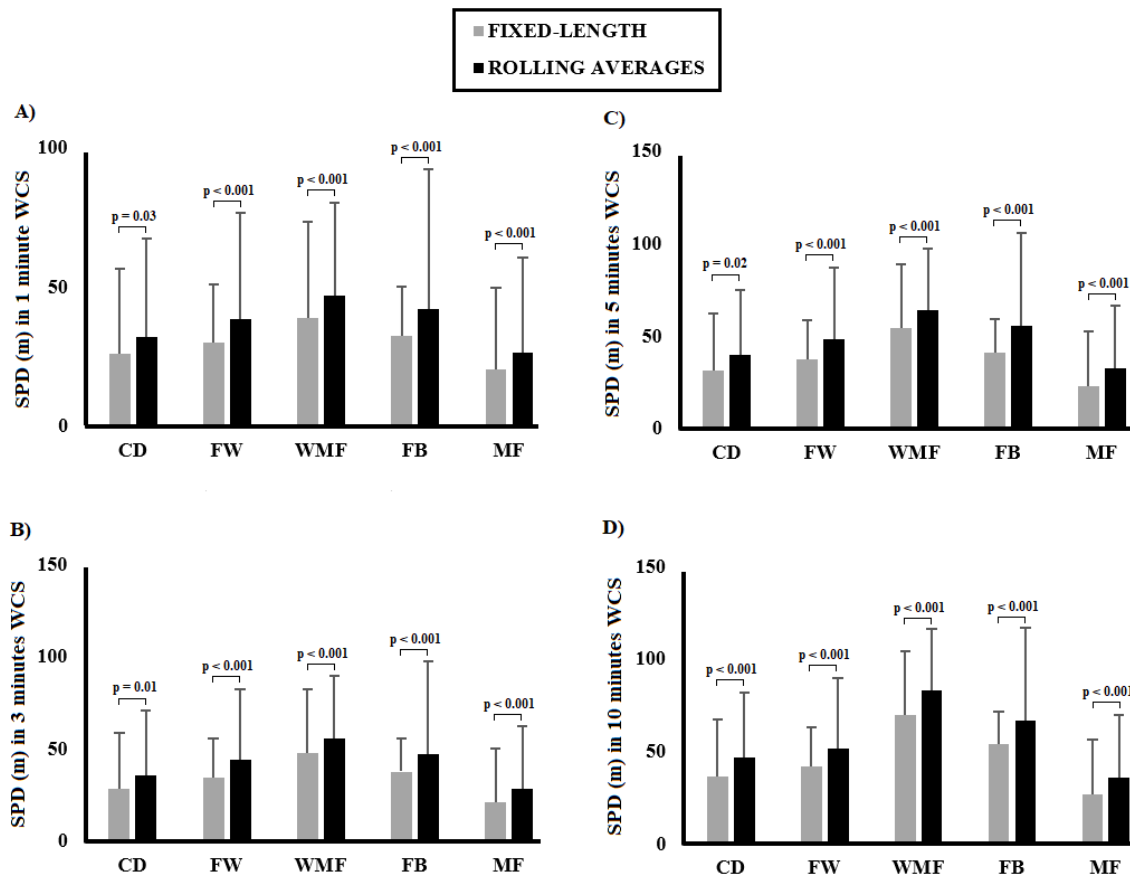 FIXED-LENGTH
ROLLING AVERAGES
A)
SPD (m) in 1 minute WCS
100
50
0
p = 0.03
p < 0.001
p < 0.001
p < 0.001
p < 0.001
CD FW WMF FB MF
B)
SPD (m) in 3 minutes WCS
150
100
50
0
p = 0.01
p < 0.001
p < 0.001
p < 0.001
p < 0.001
CD FW WMF FB MF
C)
SPD (m) in 5 minutes WCS
150
100
50
0
p = 0.02
p < 0.001
p < 0.001
p < 0.001
p < 0.001
CD FW WMF FB MF
D)
SPD (m) in 10 minutes WCS
150
100
50
0
p < 0.001
p < 0.001
p < 0.001
p < 0.001
p < 0.001
CD FW WMF FB MF